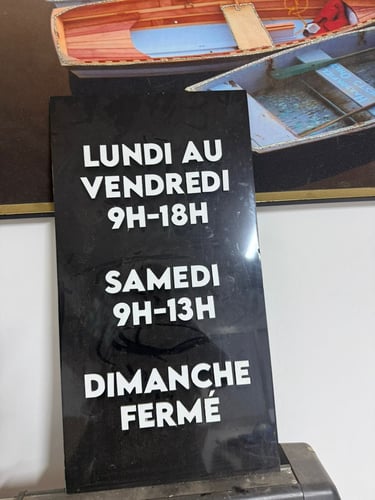 LUNDI AU
VENDREDI
9H-18H
SAMEDI
9H-13H
DIMANCHE
FERMÉ